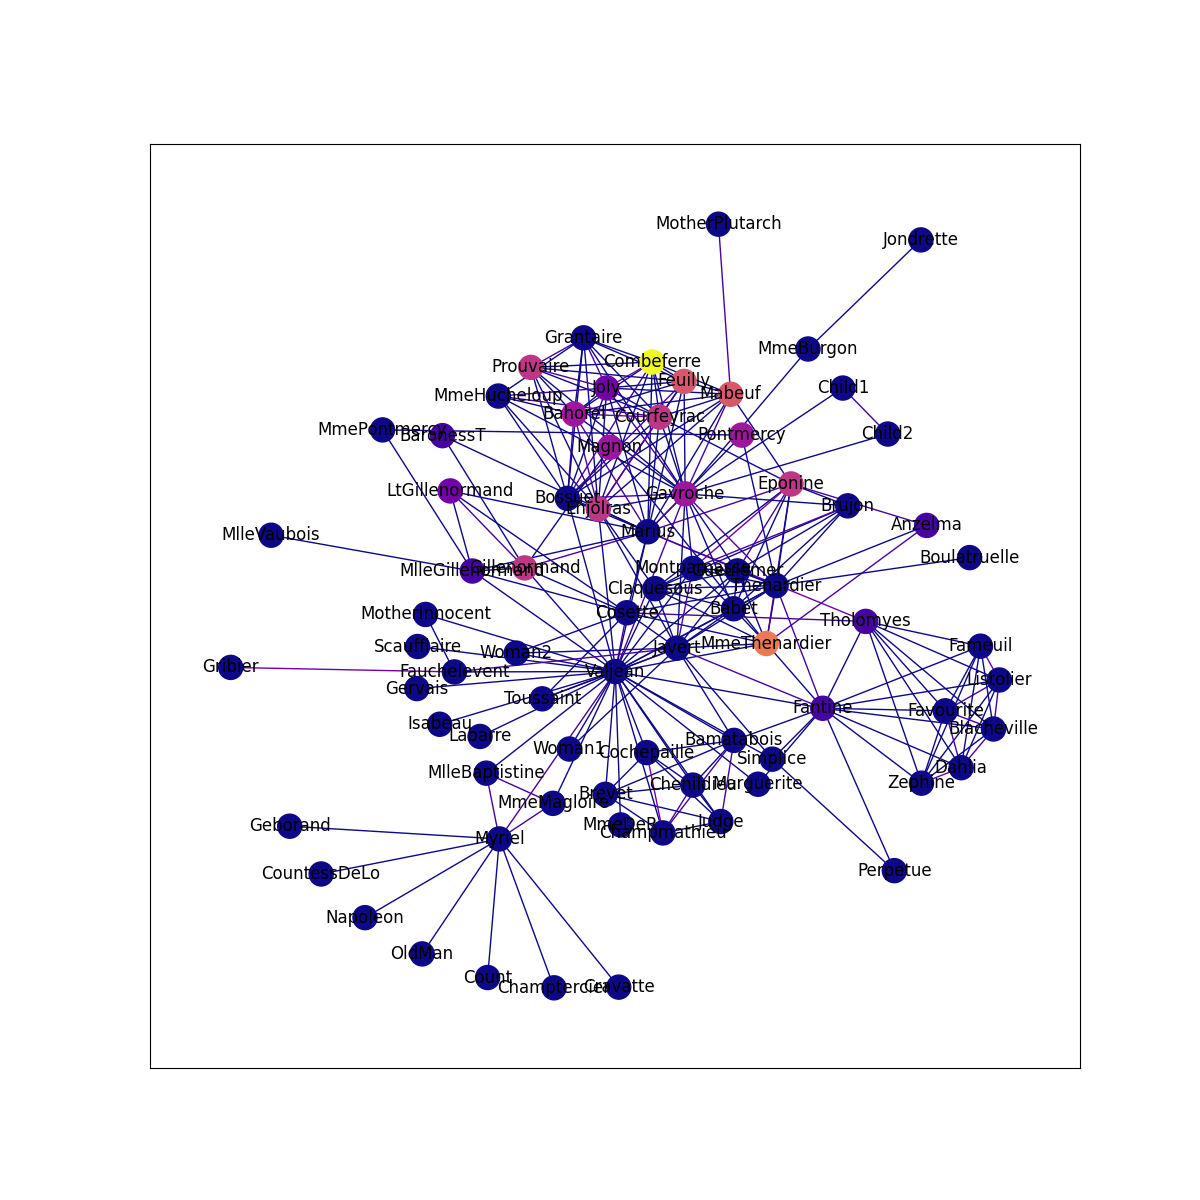 MotherPlutarch
Jondrette
Grantaire
MmeBurgon
Combeferre
Prouvaire
Feuilly
Joly
Child1
Mabeuf
MmeHucheloup
Bahorel
Courfeyrac
MmePontmercy
BaronessT
Pontmercy
Child2
Magnon
Eponine
LtGillenormand
Gavroche
Bossuet
Enjolras
Brujon
Anzelma
MlleVaubois
Marius
Boulatruelle
MlleGillenormand
Gillenormand
Montparnasse
Gueulemer
Thenardier
Claquesous
Babet
MotherInnocent
Cosette
Tholomyes
Scaufflaire
Woman2
Javert
MmeThenardier
Fameuil
Gribier
Fauchelevent
Valjean
Listolier
Gervais
Toussaint
Fantine
Favourite
Isabeau
Labarre
Blacheville
Woman1
Cochepaille
Bamatabois
Simplice
MlleBaptistine
Dahlia
Zephine
Chenildieu
Marguerite
MmeMagloire
Brevet
Geborand
MmeDeR
Judge
Champmathieu
Myriel
CountessDeLo
Perpetue
Napoleon
OldMan
Count
Champtercier
Cravatte